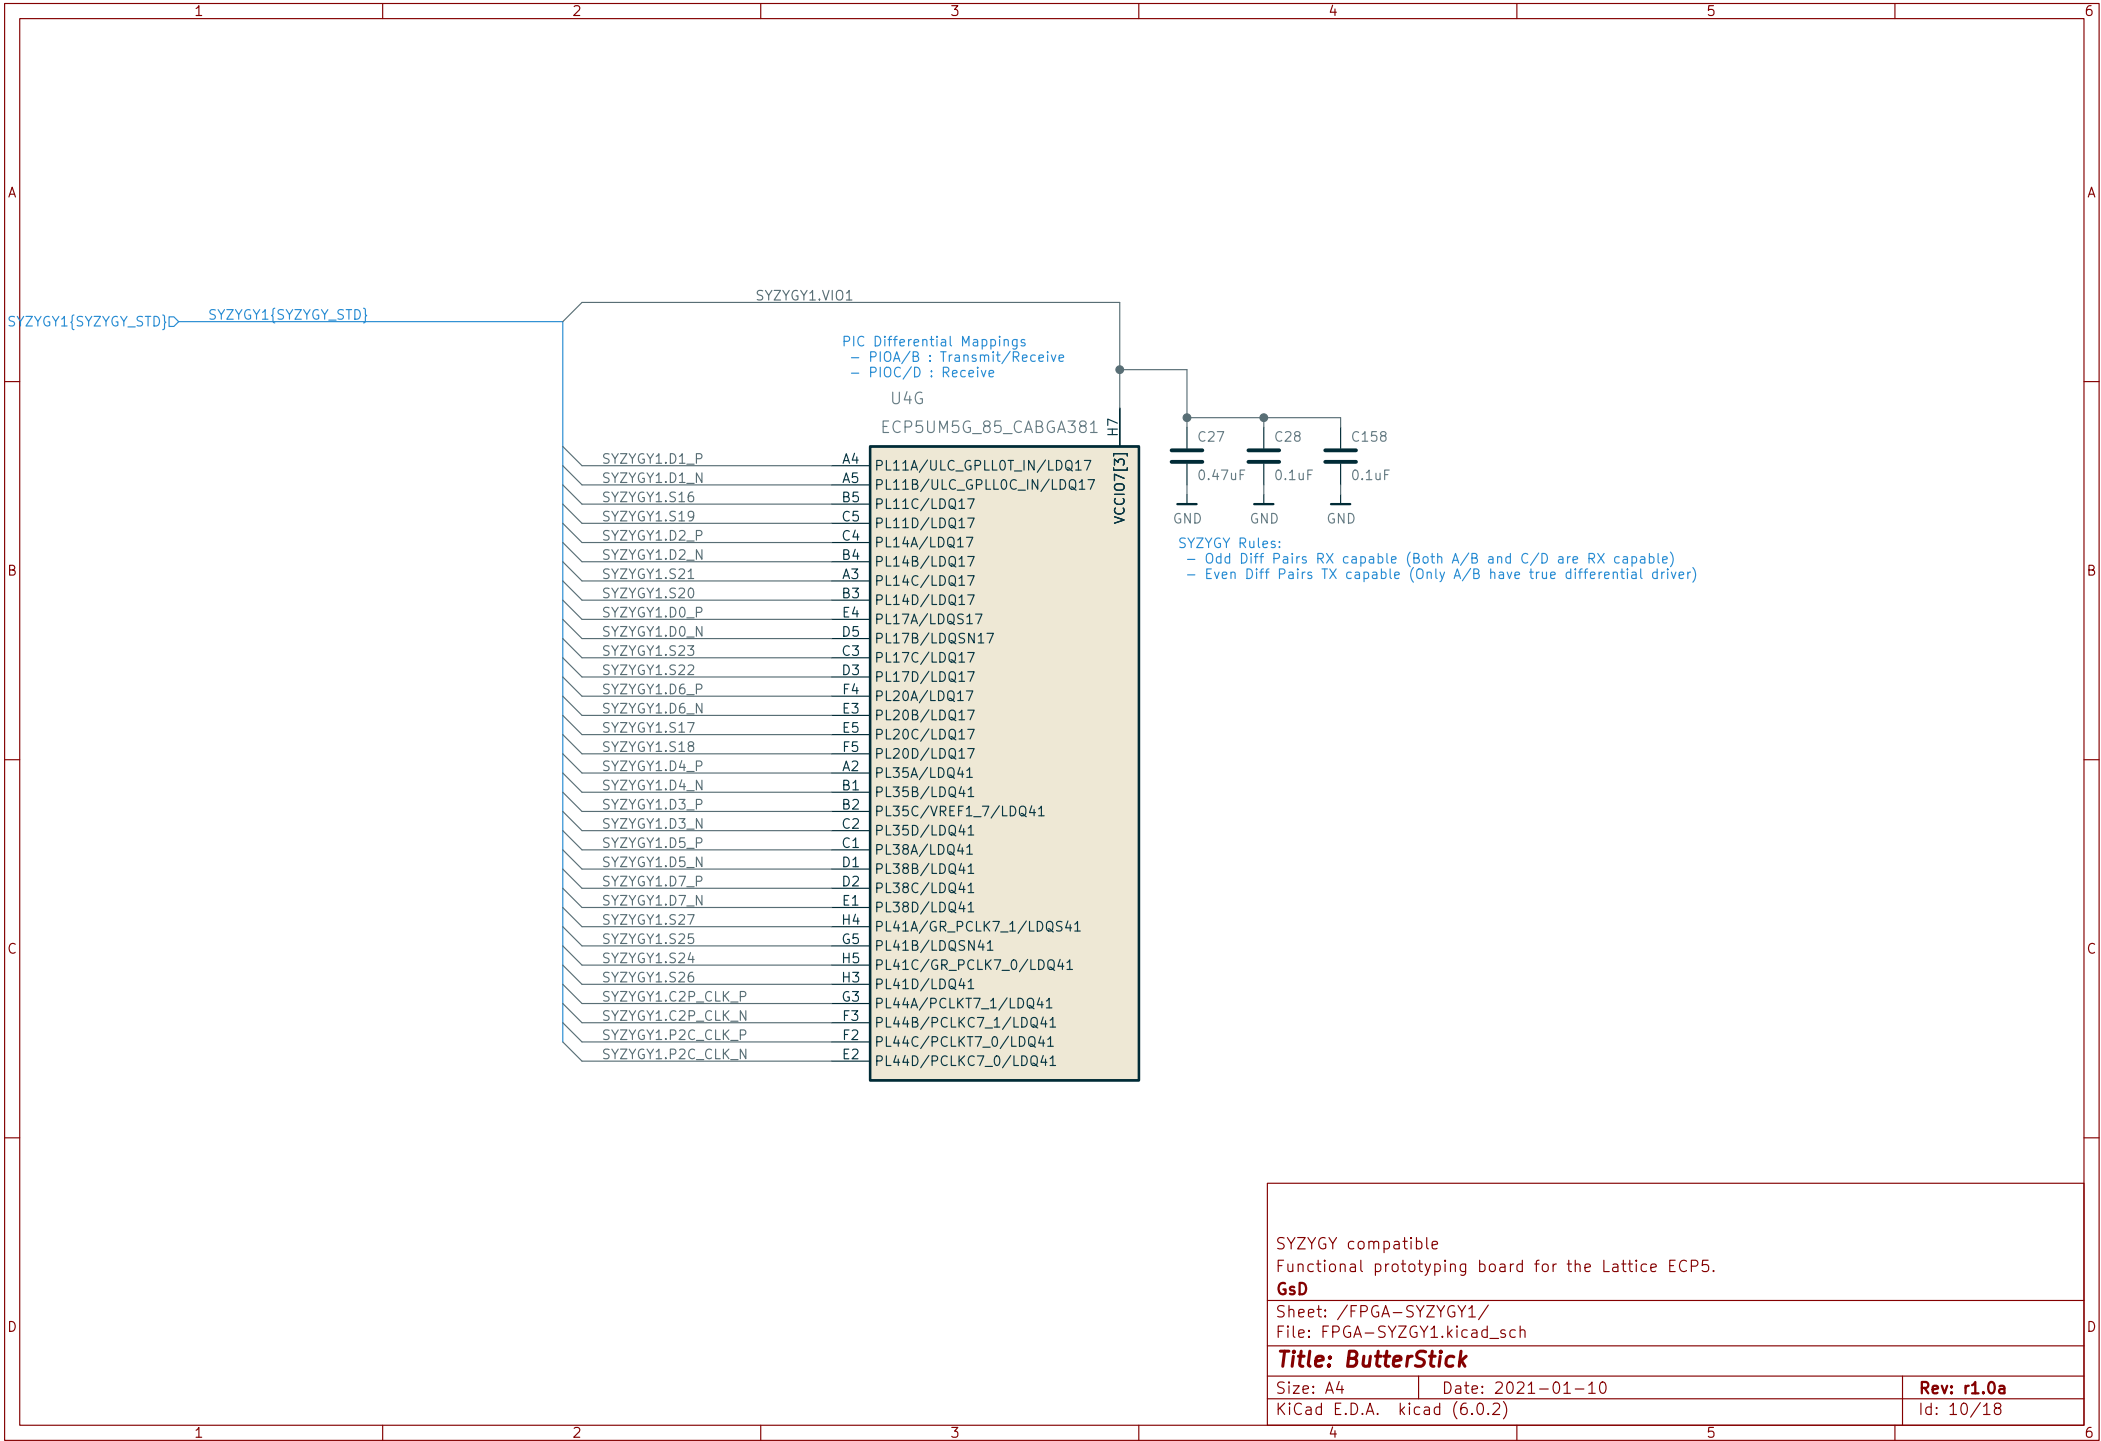 1 2 3 4 5 6
A A
SYZYGY1.VIO1
SYZYGY1{SYZYGY_STD} SYZYGY1{SYZYGY_STD}
PIC Differential Mappings
- PIOA/B : Transmit/Receive
- PIOC/D : Receive
U4G
ECP5UM5G_85_CABGA381
H7
VCCIO7[3]
C27 C28 C158
0.47uF 0.1uF 0.1uF
GND GND GND
SYZYGY Rules:
- Odd Diff Pairs RX capable (Both A/B and C/D are RX capable)
- Even Diff Pairs TX capable (Only A/B have true differential driver)
B B
SYZYGY1.D1_P A4 PL11A/ULC_GPLL0T_IN/LDQ17
SYZYGY1.D1_N A5 PL11B/ULC_GPLL0C_IN/LDQ17
SYZYGY1.S16 B5 PL11C/LDQ17
SYZYGY1.S19 C5 PL11D/LDQ17
SYZYGY1.D2_P C4 PL14A/LDQ17
SYZYGY1.D2_N B4 PL14B/LDQ17
SYZYGY1.S21 A3 PL14C/LDQ17
SYZYGY1.S20 B3 PL14D/LDQ17
SYZYGY1.D0_P E4 PL17A/LDQS17
SYZYGY1.D0_N D5 PL17B/LDQSN17
SYZYGY1.S23 C3 PL17C/LDQ17
SYZYGY1.S22 D3 PL17D/LDQ17
SYZYGY1.D6_P F4 PL20A/LDQ17
SYZYGY1.D6_N E3 PL20B/LDQ17
SYZYGY1.S17 E5 PL20C/LDQ17
SYZYGY1.S18 F5 PL20D/LDQ17
SYZYGY1.D4_P A2 PL35A/LDQ41
SYZYGY1.D4_N B1 PL35B/LDQ41
SYZYGY1.D3_P B2 PL35C/VREF1_7/LDQ41
SYZYGY1.D3_N C2 PL35D/LDQ41
SYZYGY1.D5_P C1 PL38A/LDQ41
SYZYGY1.D5_N D1 PL38B/LDQ41
SYZYGY1.D7_P D2 PL38C/LDQ41
SYZYGY1.D7_N E1 PL38D/LDQ41
SYZYGY1.S27 H4 PL41A/GR_PCLK7_1/LDQS41
SYZYGY1.S25 G5 PL41B/LDQSN41
SYZYGY1.S24 H5 PL41C/GR_PCLK7_0/LDQ41
SYZYGY1.S26 H3 PL41D/LDQ41
SYZYGY1.C2P_CLK_P G3 PL44A/PCLKT7_1/LDQ41
SYZYGY1.C2P_CLK_N F3 PL44B/PCLKC7_1/LDQ41
SYZYGY1.P2C_CLK_P F2 PL44C/PCLKT7_0/LDQ41
SYZYGY1.P2C_CLK_N E2 PL44D/PCLKC7_0/LDQ41
C C
SYZYGY compatible
Functional prototyping board for the Lattice ECP5.
GsD
Sheet: /FPGA-SYZYGY1/
File: FPGA-SYZGY1.kicad_sch
D D
Title: ButterStick
Size: A4 Date: 2021-01-10 Rev: r1.0a
KiCad E.D.A. kicad (6.0.2) Id: 10/18
1 2 3 4 5 6